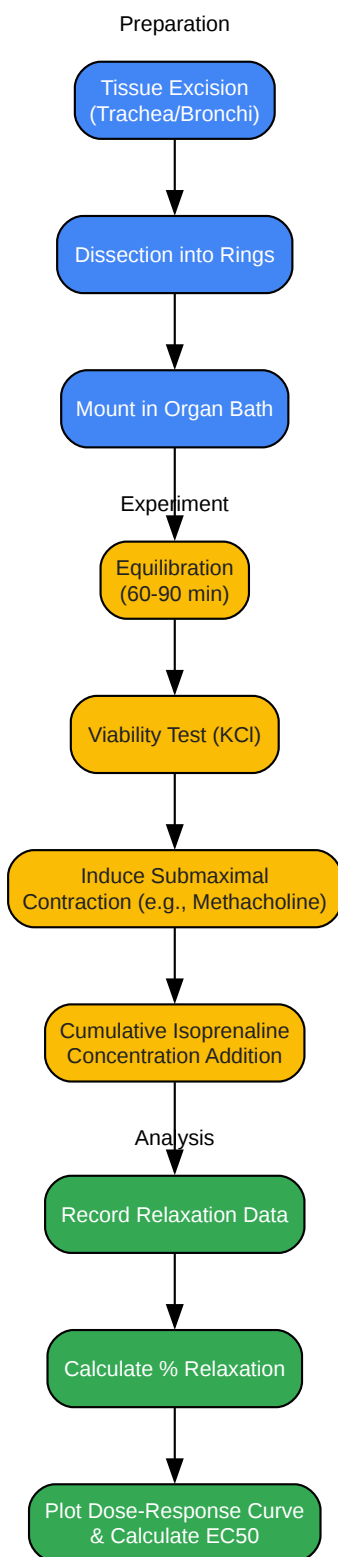 Preparation
Tissue Excision
(Trachea/Bronchi)
Dissection into Rings
Mount in Organ Bath
Experiment
Equilibration
(60-90 min)
Viability Test (KCl)
Induce Submaximal
Contraction (e.g., Methacholine)
Cumulative Isoprenaline
Concentration Addition
Analysis
Record Relaxation Data
Calculate % Relaxation
Plot Dose-Response Curve
& Calculate EC50